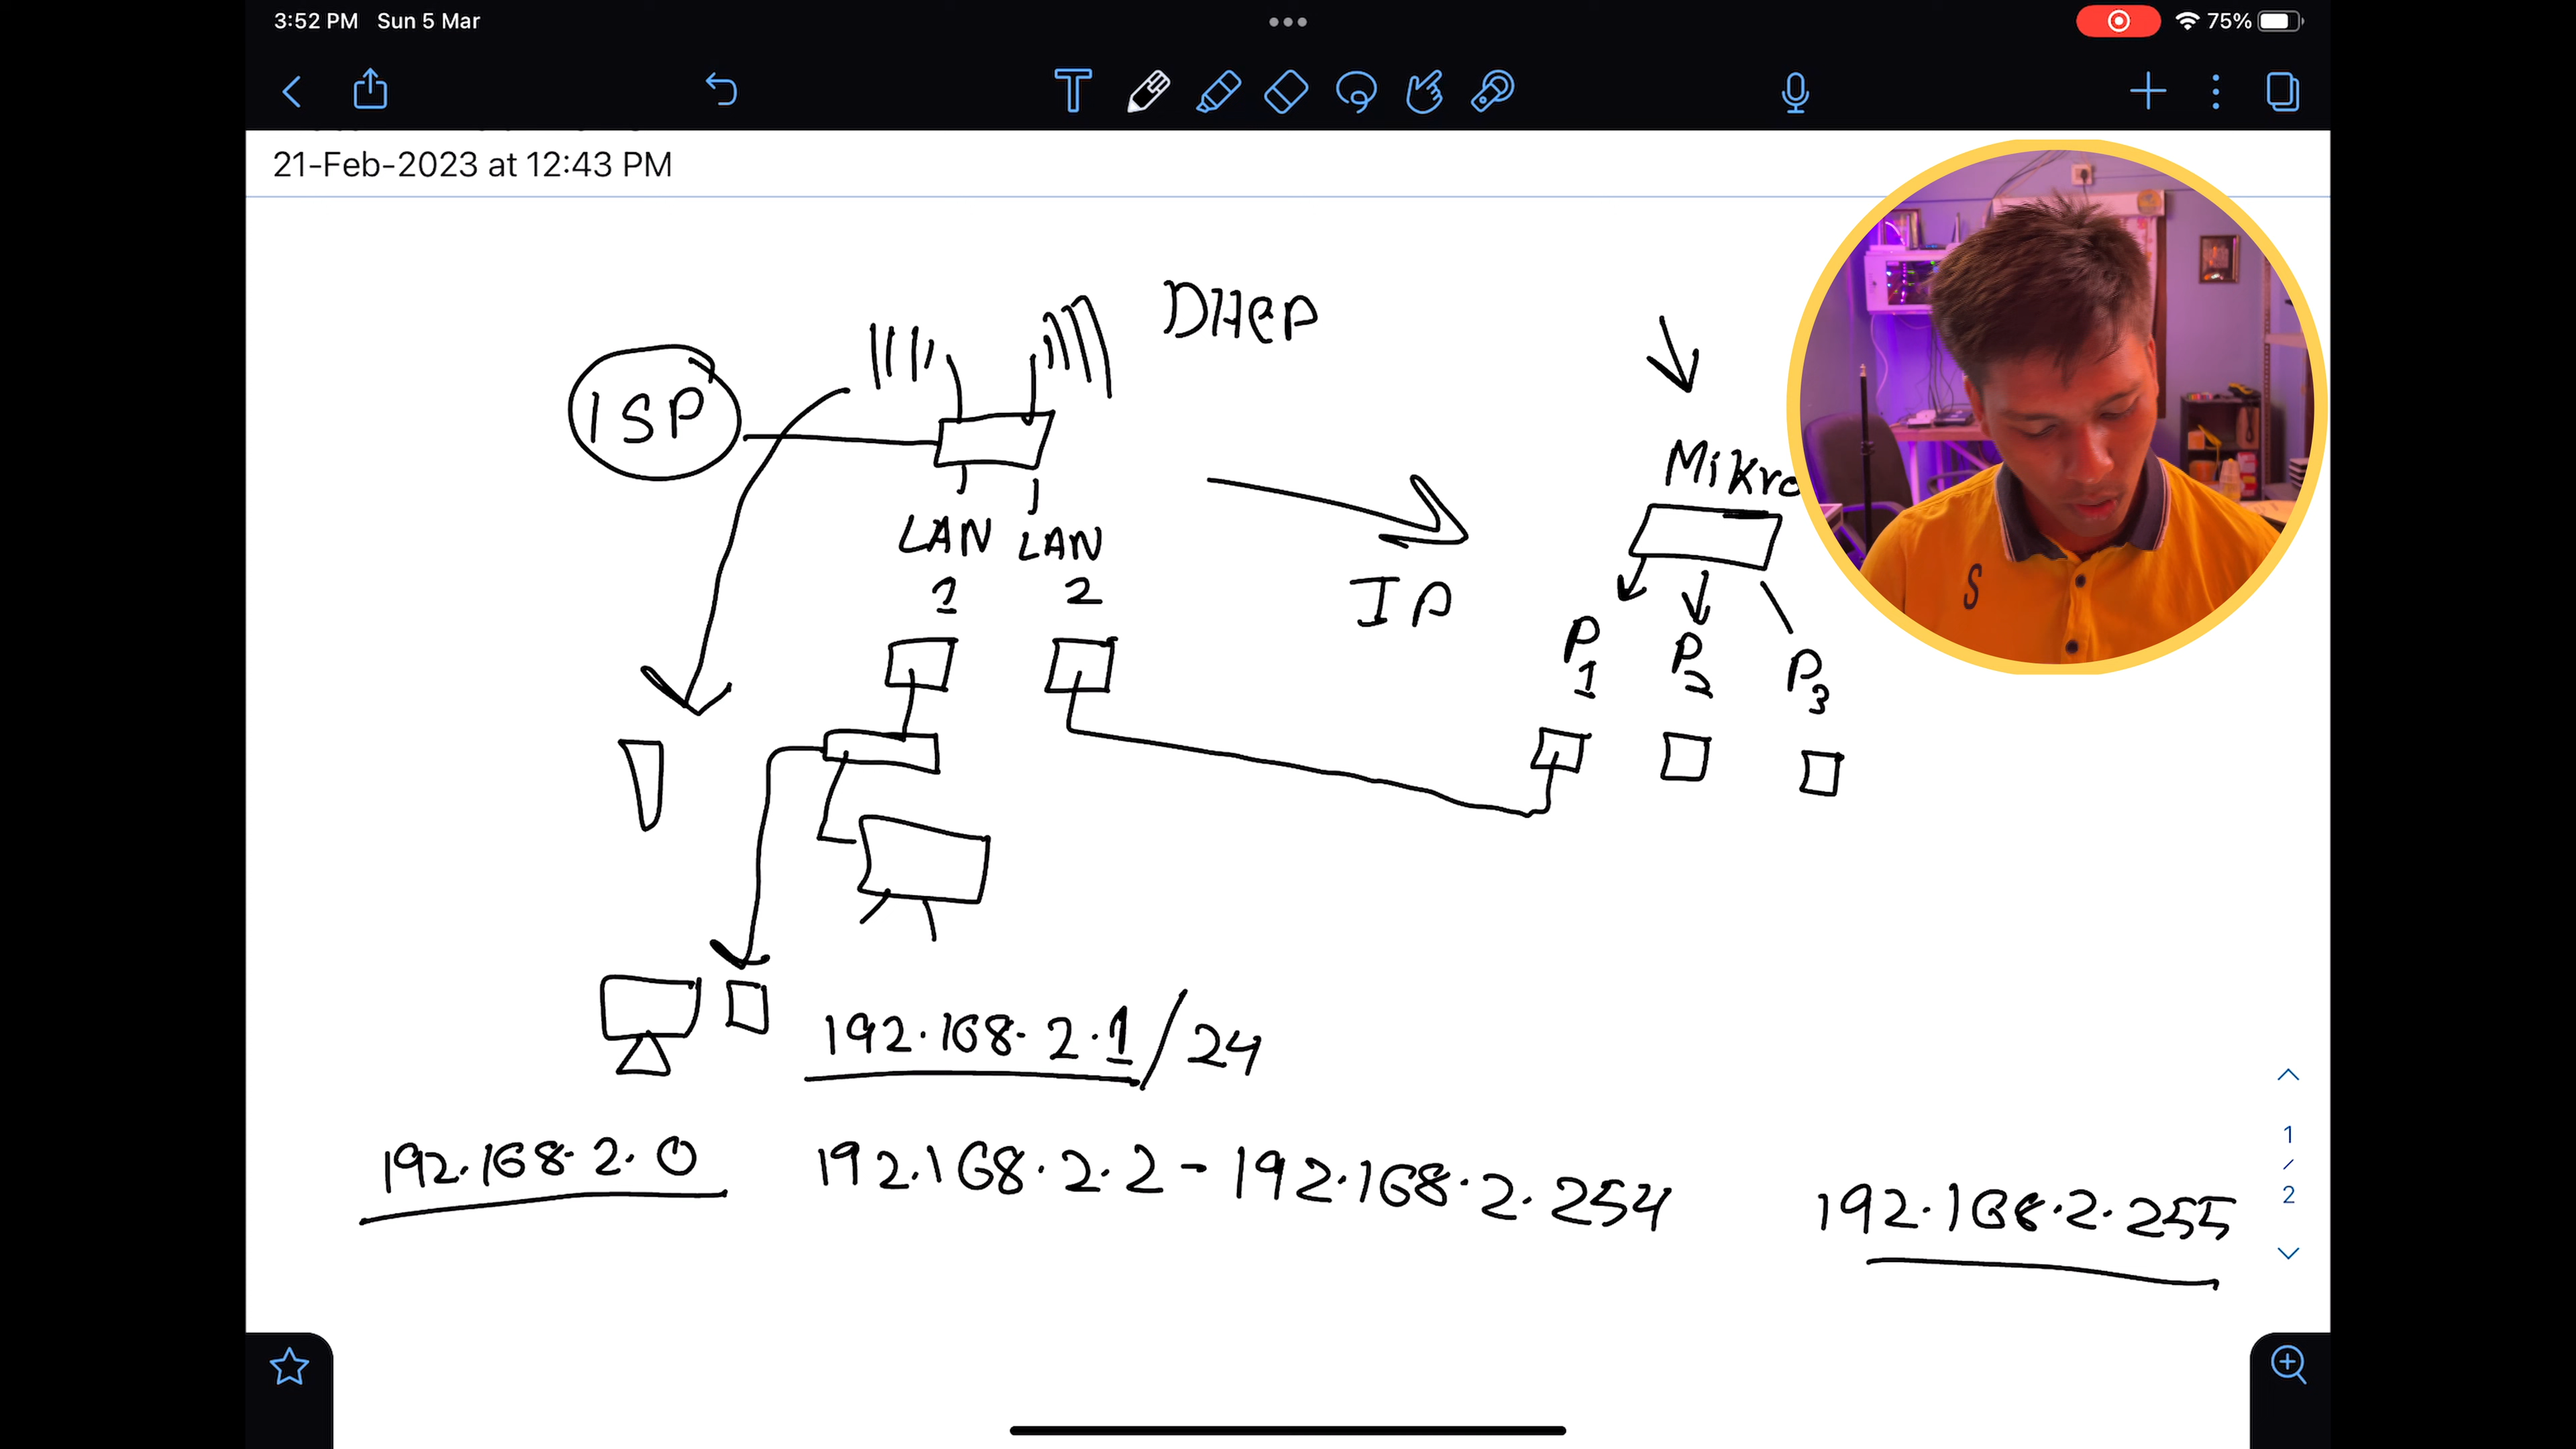 3:52 PM Sun 5 Mar
75%
T
21-Feb-2023 at 12:43 PM
DHCP
ISP
Mikro
LAN LAN
1 2
IP
P1 P2 P3
S
192.168.2.1/24
192.168.2.0
192.168.2.2 - 192.168.2.254
192.168.2.255
1
/
2